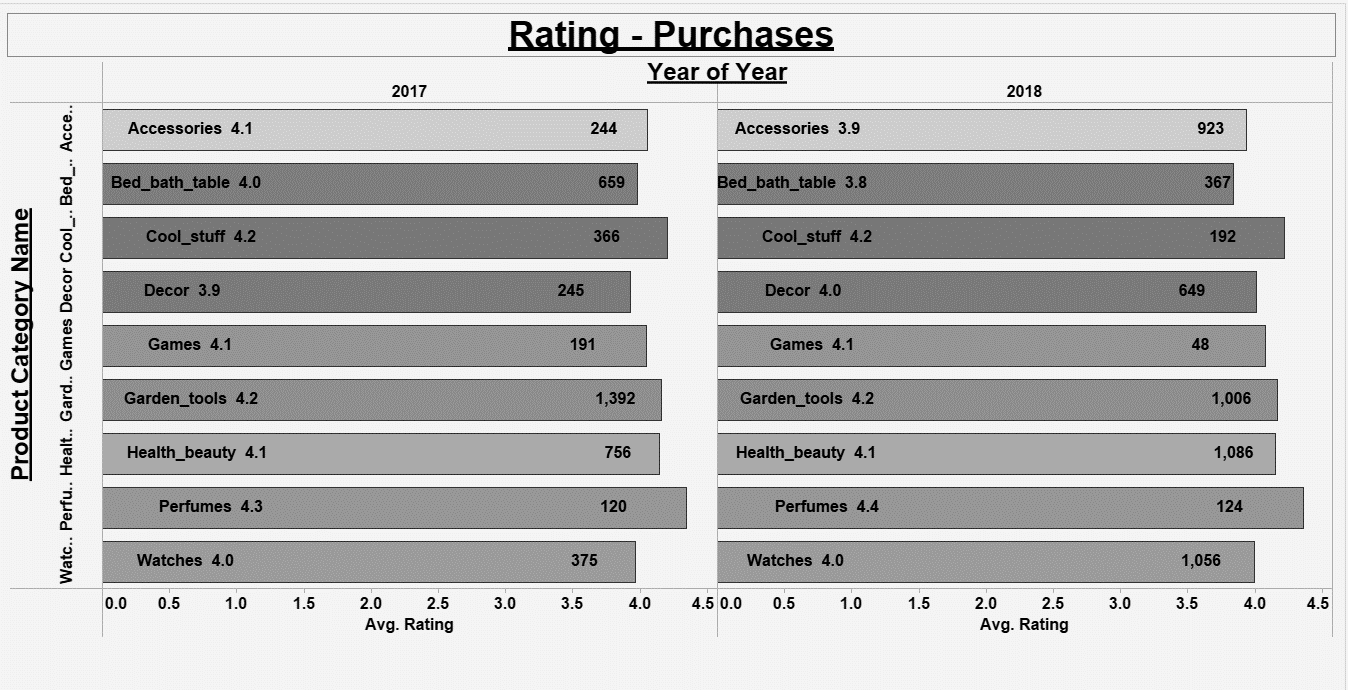 Rating - Purchases
Year of Year
2017 2018
Product Category Name
Acce.. Accessories 4.1 244 Accessories 3.9 923
Bed_.. Bed_bath_table 4.0 659 Bed_bath_table 3.8 367
Cool_.. Cool_stuff 4.2 366 Cool_stuff 4.2 192
Decor Decor 3.9 245 Decor 4.0 649
Games Games 4.1 191 Games 4.1 48
Gard.. Garden_tools 4.2 1,392 Garden_tools 4.2 1,006
Healt.. Health_beauty 4.1 756 Health_beauty 4.1 1,086
Perfu.. Perfumes 4.3 120 Perfumes 4.4 124
Watc.. Watches 4.0 375 Watches 4.0 1,056
0.0 0.5 1.0 1.5 2.0 2.5 3.0 3.5 4.0 4.5 0.0 0.5 1.0 1.5 2.0 2.5 3.0 3.5 4.0 4.5
Avg. Rating Avg. Rating